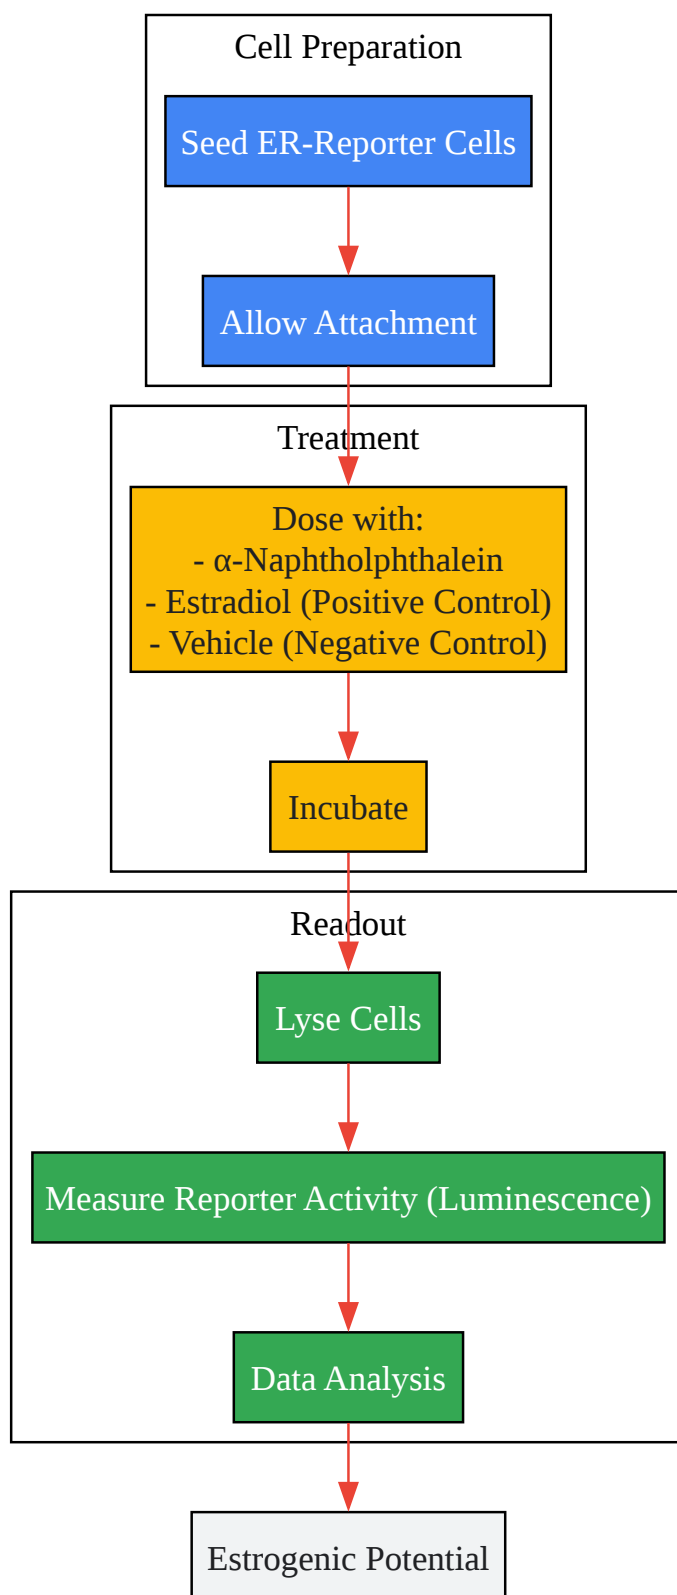 Cell Preparation
Seed ER-Reporter Cells
Allow Attachment
Treatment
Dose with:
- α-Naphtholphthalein
- Estradiol (Positive Control)
- Vehicle (Negative Control)
Incubate
Readout
Lyse Cells
Measure Reporter Activity (Luminescence)
Data Analysis
Estrogenic Potential